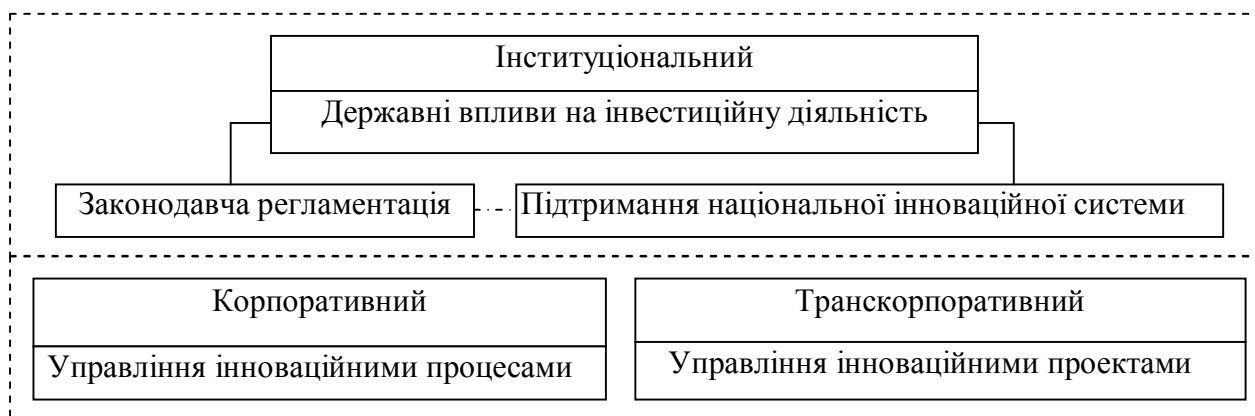 Інституціональний
Державні впливи на інвестиційну діяльність
Законодавча регламентація
Підтримання національної інноваційної системи
Корпоративний
Транскорпоративний
Управління інноваційними процесами
Управління інноваційними проектами